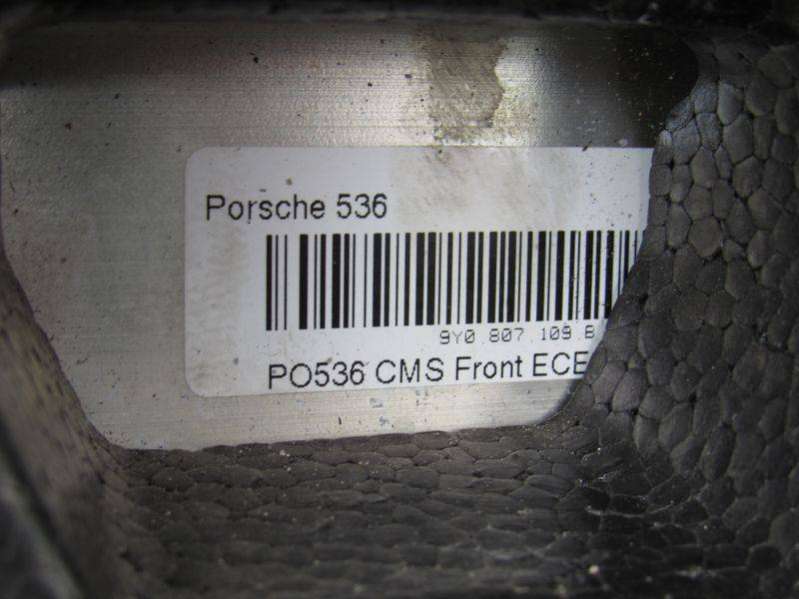 Porsche 536
9Y0.807.109.B
PO536 CMS Front ECE